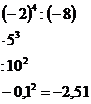 (−2)⁴ : (−8)
·5³
:10²
−0,1² = −2,51